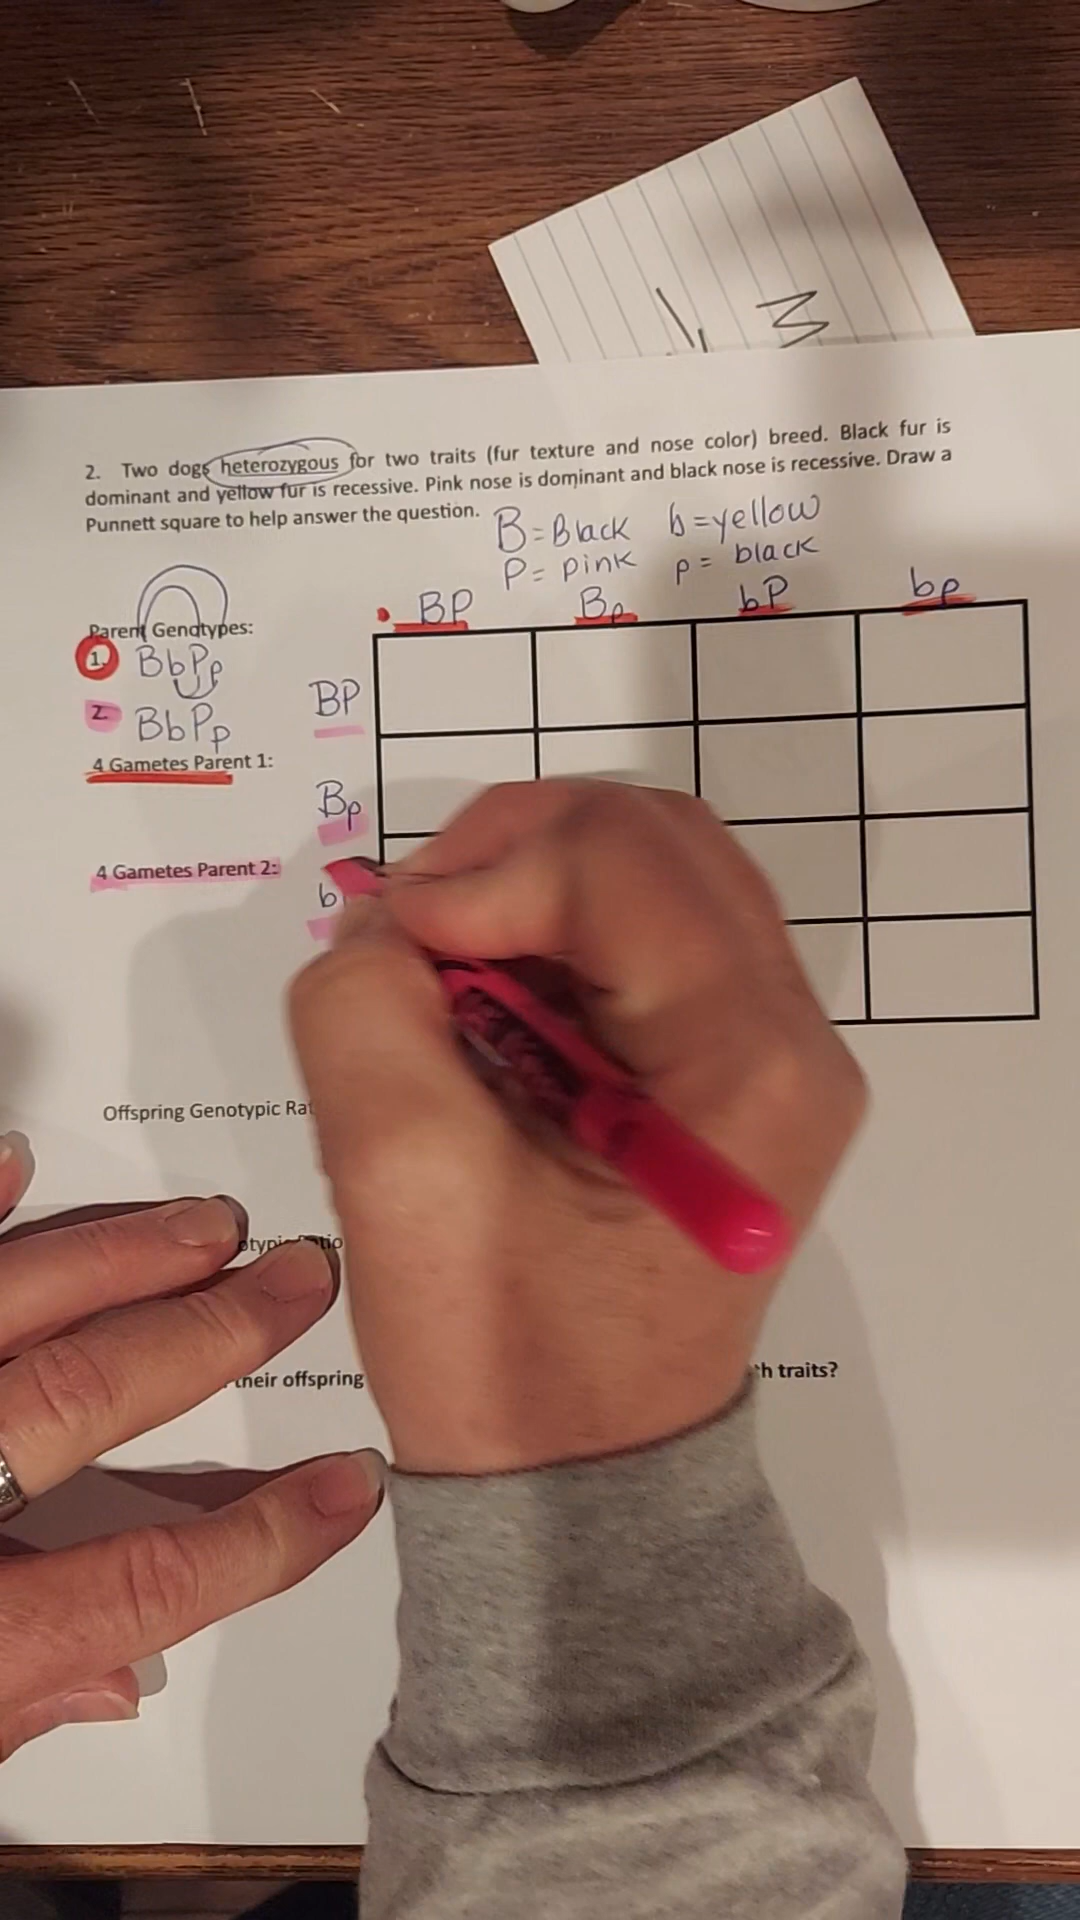 2. Two dogs heterozygous for two traits (fur texture and nose color) breed. Black fur is
dominant and yellow fur is recessive. Pink nose is dominant and black nose is recessive. Draw a
Punnett square to help answer the question.
B=Black b=yellow
P= pink p= black
BP Bp bP bp
Parent Genotypes:
1. BbPp
BP
2. BbPp
4 Gametes Parent 1:
Bp
4 Gametes Parent 2:
b
Offspring Genotypic
their offspring
traits?